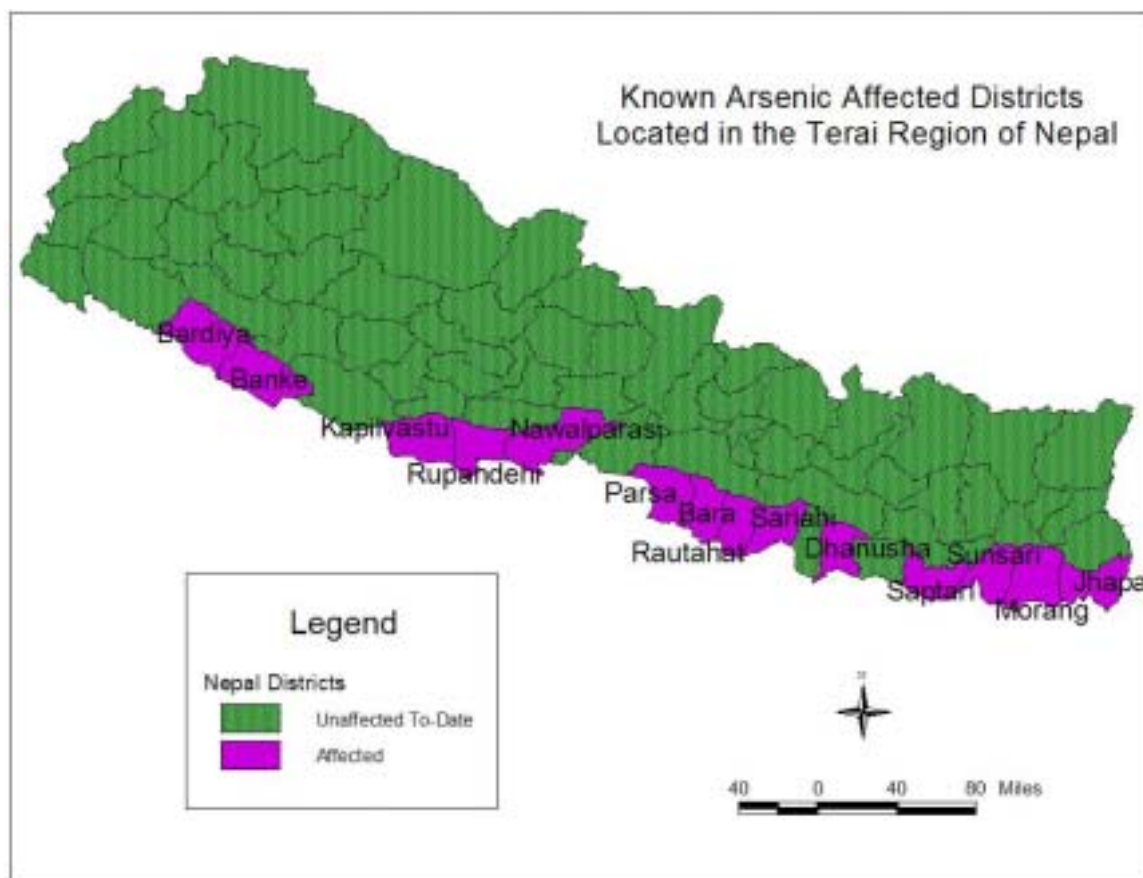 Known Arsenic Affected Districts
Located in the Terai Region of Nepal
Bardiya
Banke
Kapilvastu
Nawalparasi
Rupandehi
Parsa
Bara
Sarlahi
Rautahat
Dhanusha
Sunsari
Saptari
Jhapa
Morang
Legend
Nepal Districts
Unaffected To-Date
Affected
N
40 0 40 80 Miles